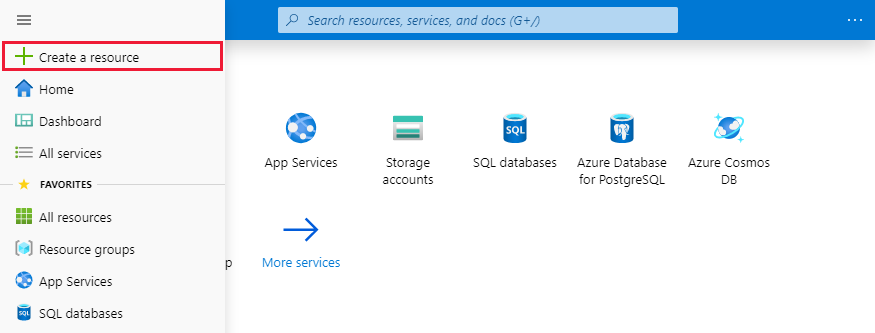 Search resources, services, and docs (G+/)
Create a resource
Home
Dashboard
All services
FAVORITES
All resources
Resource groups
App Services
SQL databases
App Services
Storage
accounts
SQL databases
Azure Database
for PostgreSQL
Azure Cosmos
DB
p
More services